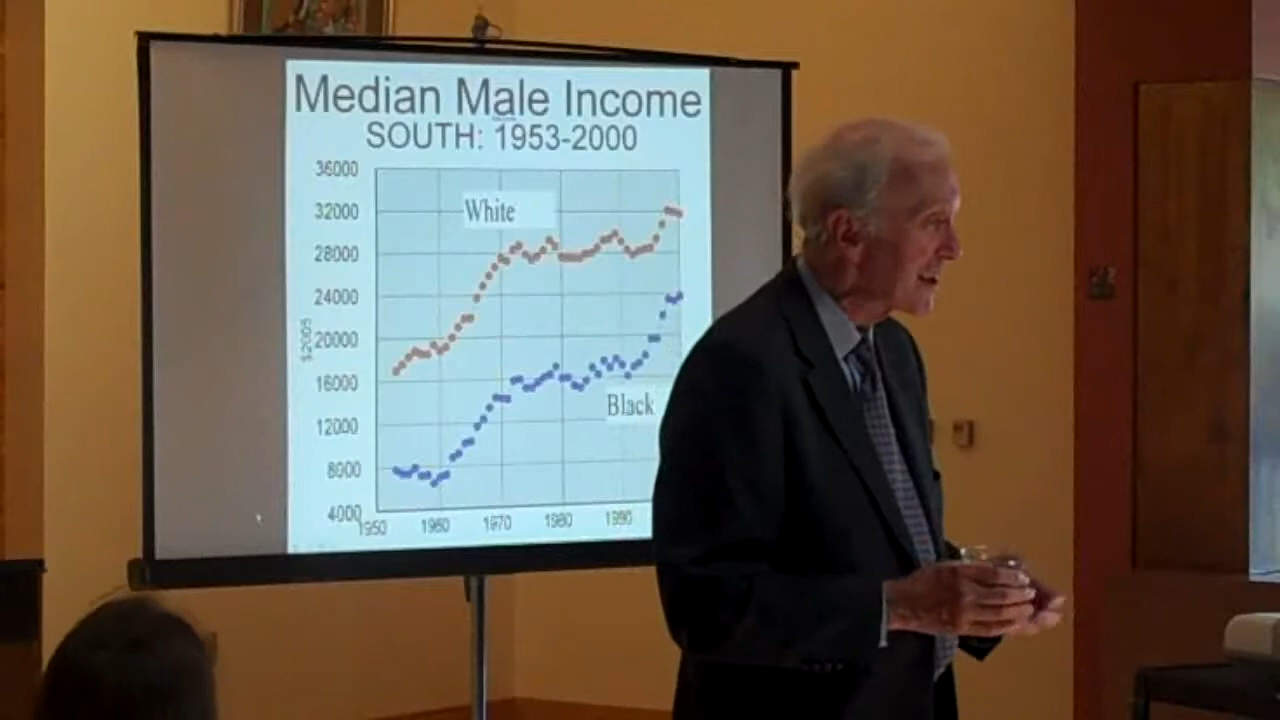 Median Male Income
SOUTH: 1953-2000
36000
32000
28000
24000
20000
16000
12000
8000
4000
$2005
White
Black
1950 1960 1970 1980 1990